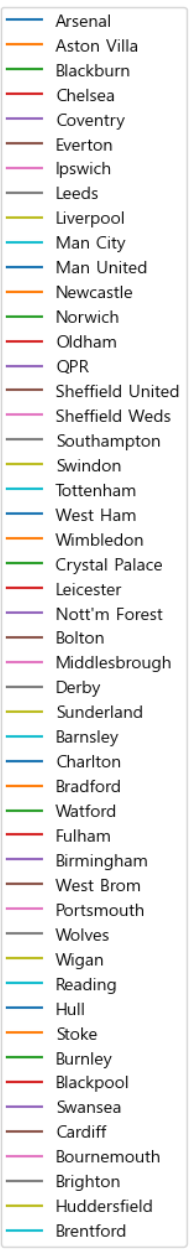 Arsenal
Aston Villa
Blackburn
Chelsea
Coventry
Everton
Ipswich
Leeds
Liverpool
Man City
Man United
Newcastle
Norwich
Oldham
QPR
Sheffield United
Sheffield Weds
Southampton
Swindon
Tottenham
West Ham
Wimbledon
Crystal Palace
Leicester
Nott'm Forest
Bolton
Middlesbrough
Derby
Sunderland
Barnsley
Charlton
Bradford
Watford
Fulham
Birmingham
West Brom
Portsmouth
Wolves
Wigan
Reading
Hull
Stoke
Burnley
Blackpool
Swansea
Cardiff
Bournemouth
Brighton
Huddersfield
Brentford